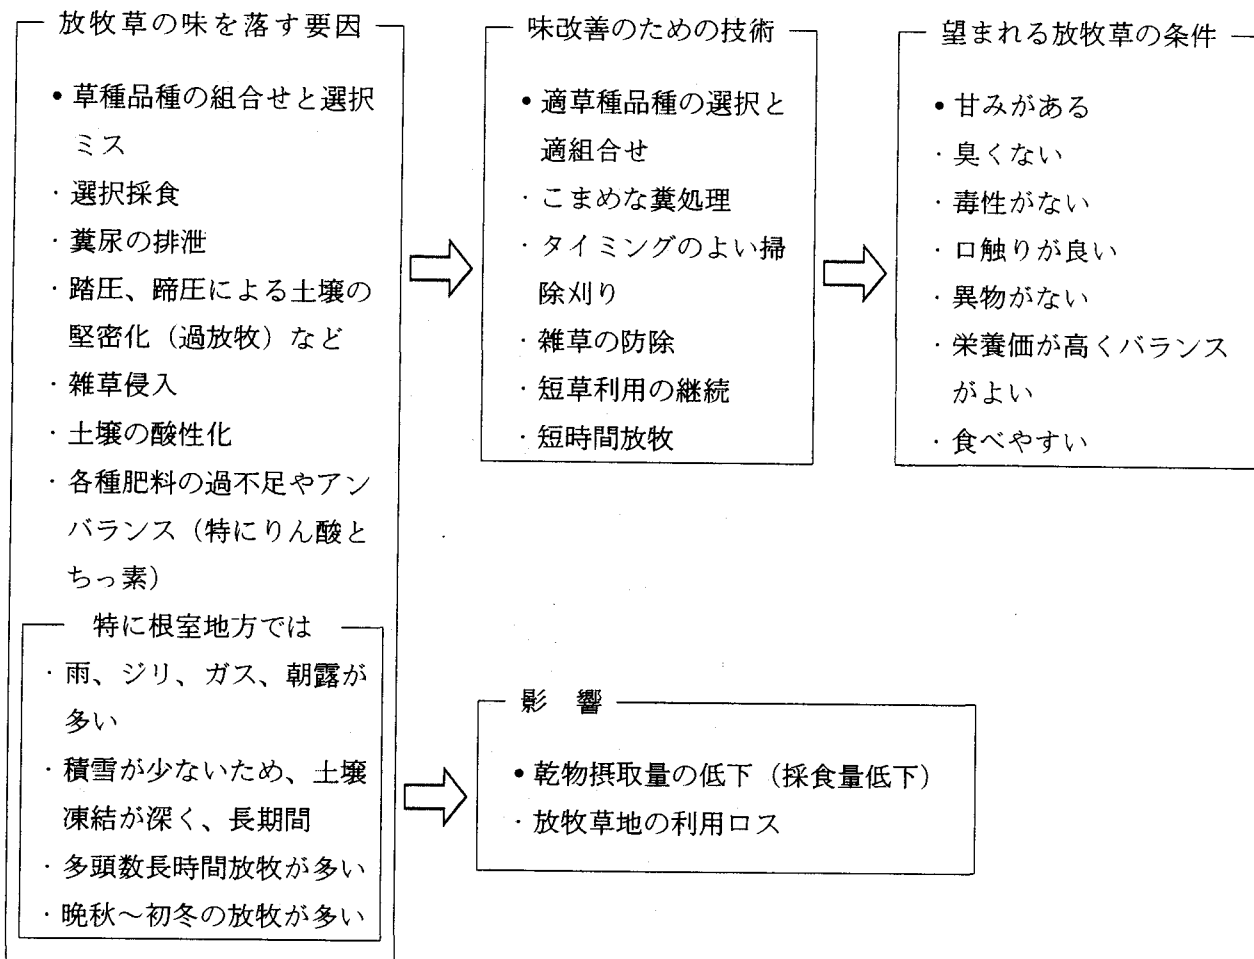 放牧草の味を落す要因
• 草種品種の組合せと選択
ミス
・選択採食
・糞尿の排泄
・踏圧、蹄圧による土壌の
堅密化（過放牧）など
・雑草侵入
・土壌の酸性化
・各種肥料の過不足やアン
バランス（特にりん酸と
ちっ素）
特に根室地方では
・雨、ジリ、ガス、朝露が
多い
・積雪が少ないため、土壌
凍結が深く、長期間
・多頭数長時間放牧が多い
・晩秋～初冬の放牧が多い
味改善のための技術
• 適草種品種の選択と
適組合せ
・こまめな糞処理
・タイミングのよい掃
除刈り
・雑草の防除
・短草利用の継続
・短時間放牧
望まれる放牧草の条件
• 甘みがある
・臭くない
・毒性がない
・口触りが良い
・異物がない
・栄養価が高くバランス
がよい
・食べやすい
影　響
• 乾物摂取量の低下（採食量低下）
・放牧草地の利用ロス